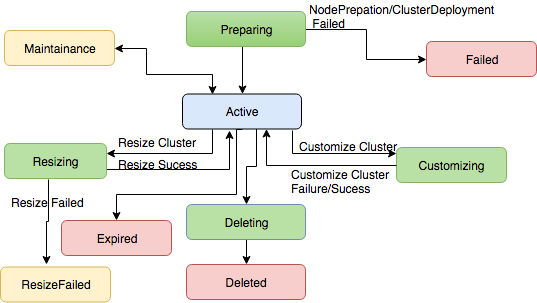 NodePrepation/ClusterDeployment
Failed
Preparing
Maintainance
Failed
Active
Resize Cluster
Customize Cluster
Resizing
Resize Sucess
Customizing
Customize Cluster
Failure/Sucess
Resize Failed
Deleting
Expired
ResizeFailed
Deleted